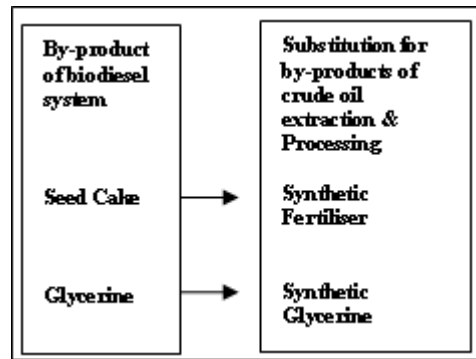 By-product
of biodiesel
system
Seed Cake
Glycerine
Substitution for
by-products of
crude oil
extraction &
Processing
Synthetic
Fertiliser
Synthetic
Glycerine